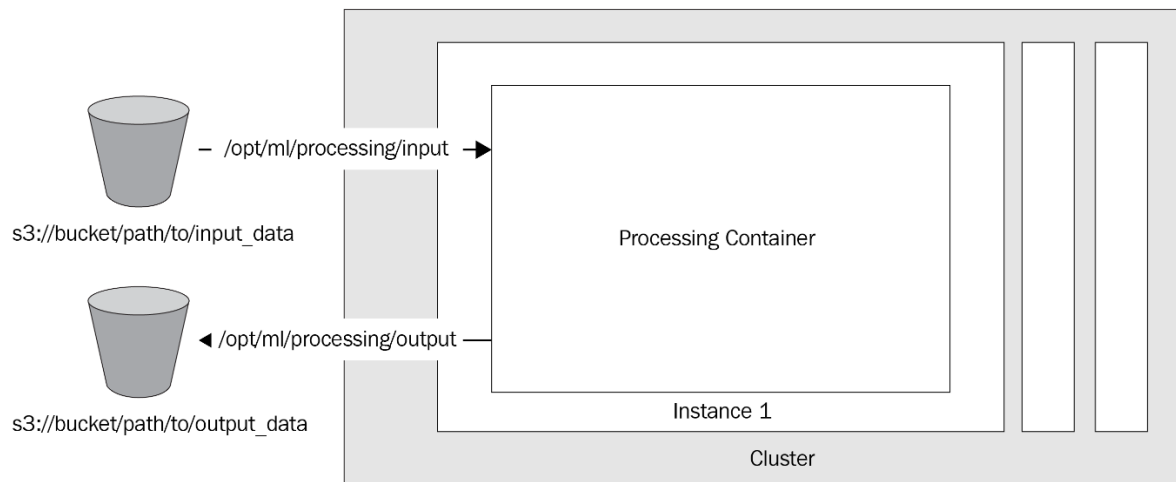 /opt/ml/processing/input
s3://bucket/path/to/input_data
Processing Container
/opt/ml/processing/output
s3://bucket/path/to/output_data
Instance 1
Cluster